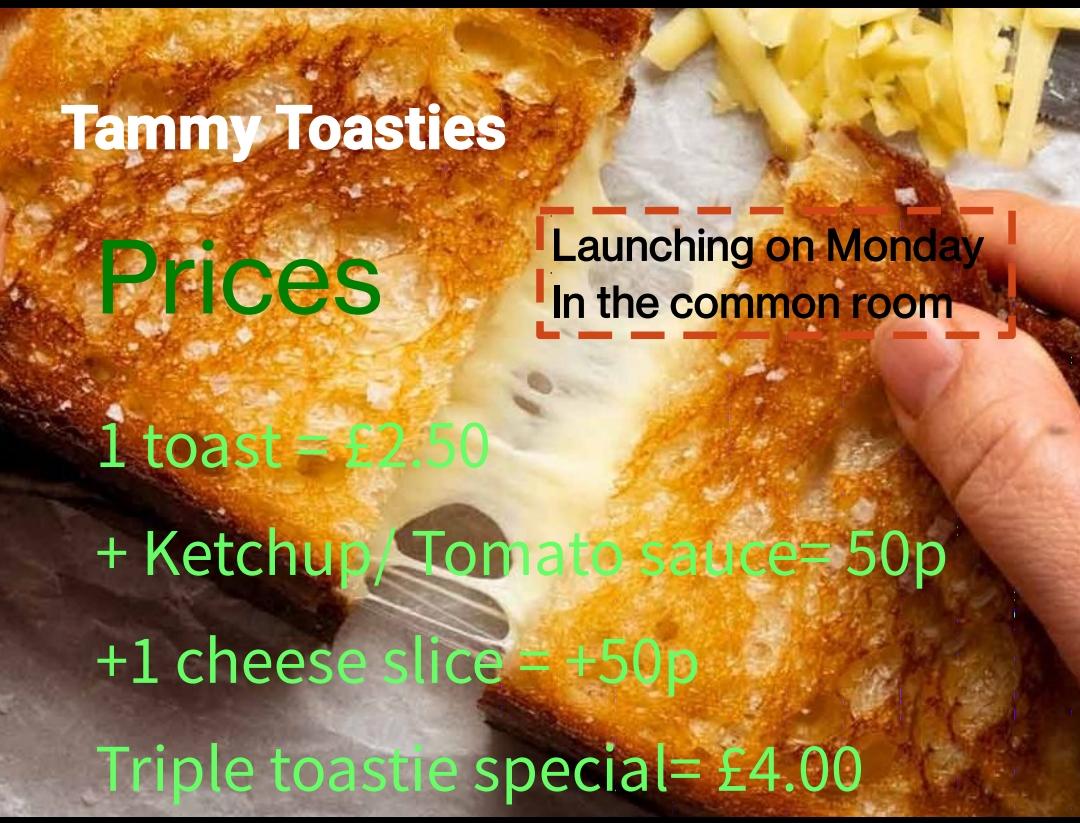 Tammy Toasties
Prices
Launching on Monday
In the common room
1 toast = £2.50
+ Ketchup/ Tomato sauce= 50p
+1 cheese slice = +50p
Triple toastie special= £4.00